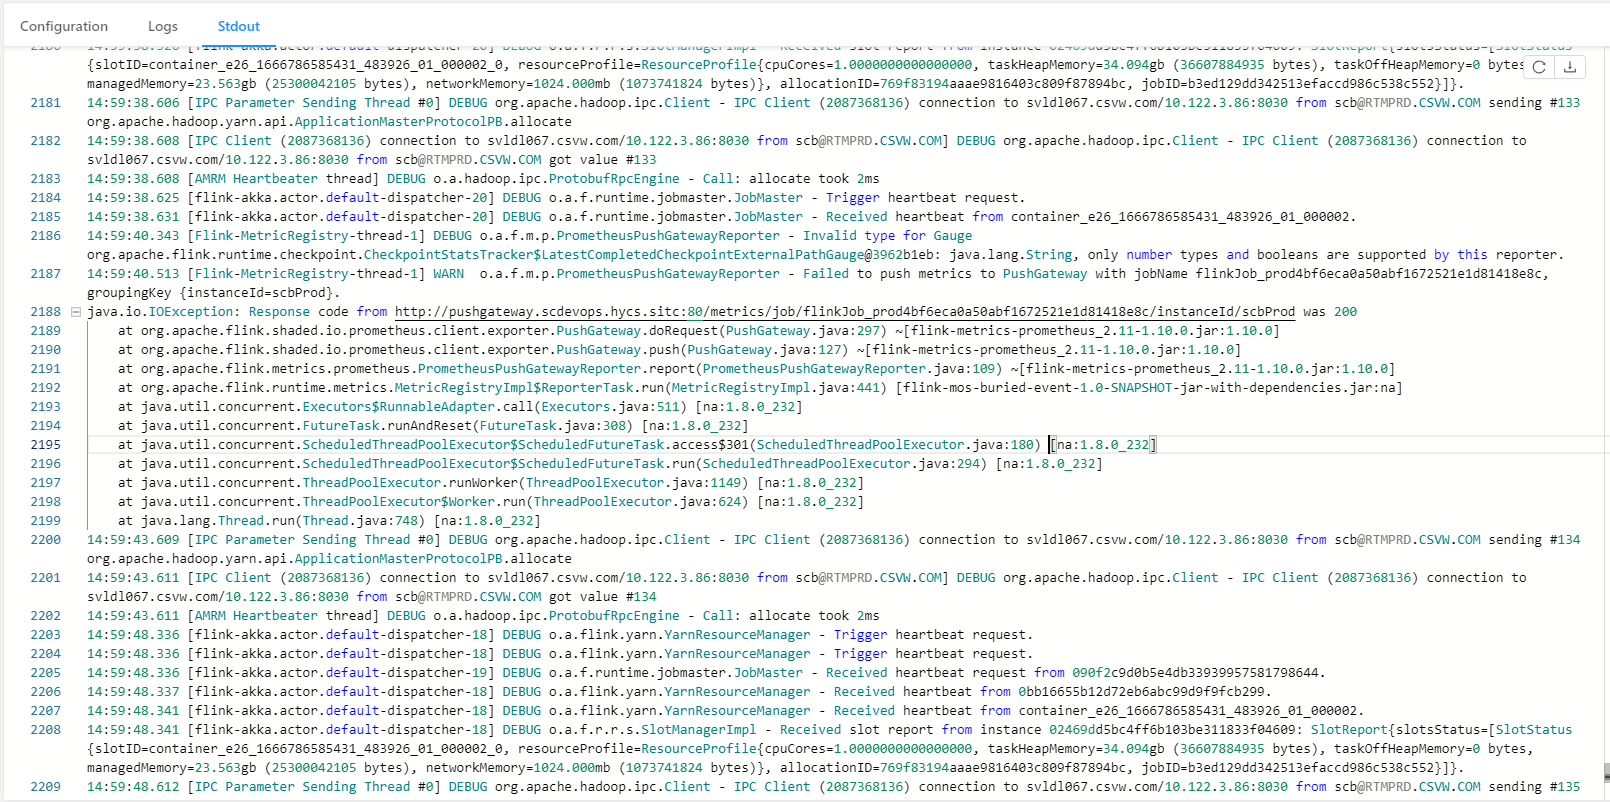 Configuration
Logs
Stdout
2180 14:59:38.526 [flink-akka.actor.default-dispatcher-20] DEBUG o.a.f.r.r.s.SlotManagerImpl - Received slot report from instance 02469dd5bc4ff6b103be311833f04609: SlotReport{slotsStatus=[SlotStatus
{slotID=container_e26_1666786585431_483926_01_000002_0, resourceProfile=ResourceProfile{cpuCores=1.0000000000000000, taskHeapMemory=34.094gb (36607884935 bytes), taskOffHeapMemory=0 bytes
managedMemory=23.563gb (25300042105 bytes), networkMemory=1024.000mb (1073741824 bytes)}, allocationID=769f83194aaae9816403c809f87894bc, jobID=b3ed129dd342513efaccd986c538c552}]}.
2181 14:59:38.606 [IPC Parameter Sending Thread #0] DEBUG org.apache.hadoop.ipc.Client - IPC Client (2087368136) connection to svldl067.csvw.com/10.122.3.86:8030 from scb@RTMPRD.CSVW.COM sending #133
org.apache.hadoop.yarn.api.ApplicationMasterProtocolPB.allocate
2182 14:59:38.608 [IPC Client (2087368136) connection to svldl067.csvw.com/10.122.3.86:8030 from scb@RTMPRD.CSVW.COM] DEBUG org.apache.hadoop.ipc.Client - IPC Client (2087368136) connection to
svldl067.csvw.com/10.122.3.86:8030 from scb@RTMPRD.CSVW.COM got value #133
2183 14:59:38.608 [AMRM Heartbeater thread] DEBUG o.a.hadoop.ipc.ProtobufRpcEngine - Call: allocate took 2ms
2184 14:59:38.625 [flink-akka.actor.default-dispatcher-20] DEBUG o.a.f.runtime.jobmaster.JobMaster - Trigger heartbeat request.
2185 14:59:38.631 [flink-akka.actor.default-dispatcher-20] DEBUG o.a.f.runtime.jobmaster.JobMaster - Received heartbeat from container_e26_1666786585431_483926_01_000002.
2186 14:59:40.343 [Flink-MetricRegistry-thread-1] DEBUG o.a.f.m.p.PrometheusPushGatewayReporter - Invalid type for Gauge
org.apache.flink.runtime.checkpoint.CheckpointStatsTracker$LatestCompletedCheckpointExternalPathGauge@3962b1eb: java.lang.String, only number types and booleans are supported by this reporter.
2187 14:59:40.513 [Flink-MetricRegistry-thread-1] WARN  o.a.f.m.p.PrometheusPushGatewayReporter - Failed to push metrics to PushGateway with jobName flinkJob_prod4bf6eca0a50abf1672521e1d81418e8c,
groupingKey {instanceId=scbProd}.
2188 java.io.IOException: Response code from http://pushgateway.scdevops.hycs.sitc:80/metrics/job/flinkJob_prod4bf6eca0a50abf1672521e1d81418e8c/instanceId/scbProd was 200
2189 at org.apache.flink.shaded.io.prometheus.client.exporter.PushGateway.doRequest(PushGateway.java:297) ~[flink-metrics-prometheus_2.11-1.10.0.jar:1.10.0]
2190 at org.apache.flink.shaded.io.prometheus.client.exporter.PushGateway.push(PushGateway.java:127) ~[flink-metrics-prometheus_2.11-1.10.0.jar:1.10.0]
2191 at org.apache.flink.metrics.prometheus.PrometheusPushGatewayReporter.report(PrometheusPushGatewayReporter.java:109) ~[flink-metrics-prometheus_2.11-1.10.0.jar:1.10.0]
2192 at org.apache.flink.runtime.metrics.MetricRegistryImpl$ReporterTask.run(MetricRegistryImpl.java:441) [flink-mos-buried-event-1.0-SNAPSHOT-jar-with-dependencies.jar:na]
2193 at java.util.concurrent.Executors$RunnableAdapter.call(Executors.java:511) [na:1.8.0_232]
2194 at java.util.concurrent.FutureTask.runAndReset(FutureTask.java:308) [na:1.8.0_232]
2195 at java.util.concurrent.ScheduledThreadPoolExecutor$ScheduledFutureTask.access$301(ScheduledThreadPoolExecutor.java:180) [na:1.8.0_232]
2196 at java.util.concurrent.ScheduledThreadPoolExecutor$ScheduledFutureTask.run(ScheduledThreadPoolExecutor.java:294) [na:1.8.0_232]
2197 at java.util.concurrent.ThreadPoolExecutor.runWorker(ThreadPoolExecutor.java:1149) [na:1.8.0_232]
2198 at java.util.concurrent.ThreadPoolExecutor$Worker.run(ThreadPoolExecutor.java:624) [na:1.8.0_232]
2199 at java.lang.Thread.run(Thread.java:748) [na:1.8.0_232]
2200 14:59:43.609 [IPC Parameter Sending Thread #0] DEBUG org.apache.hadoop.ipc.Client - IPC Client (2087368136) connection to svldl067.csvw.com/10.122.3.86:8030 from scb@RTMPRD.CSVW.COM sending #134
org.apache.hadoop.yarn.api.ApplicationMasterProtocolPB.allocate
2201 14:59:43.611 [IPC Client (2087368136) connection to svldl067.csvw.com/10.122.3.86:8030 from scb@RTMPRD.CSVW.COM] DEBUG org.apache.hadoop.ipc.Client - IPC Client (2087368136) connection to
svldl067.csvw.com/10.122.3.86:8030 from scb@RTMPRD.CSVW.COM got value #134
2202 14:59:43.611 [AMRM Heartbeater thread] DEBUG o.a.hadoop.ipc.ProtobufRpcEngine - Call: allocate took 2ms
2203 14:59:48.336 [flink-akka.actor.default-dispatcher-18] DEBUG o.a.flink.yarn.YarnResourceManager - Trigger heartbeat request.
2204 14:59:48.336 [flink-akka.actor.default-dispatcher-18] DEBUG o.a.flink.yarn.YarnResourceManager - Trigger heartbeat request.
2205 14:59:48.336 [flink-akka.actor.default-dispatcher-19] DEBUG o.a.f.runtime.jobmaster.JobMaster - Received heartbeat request from 090f2c9d0b5e4db33939957581798644.
2206 14:59:48.337 [flink-akka.actor.default-dispatcher-18] DEBUG o.a.flink.yarn.YarnResourceManager - Received heartbeat from 0bb16655b12d72eb6abc99d9f9fcb299.
2207 14:59:48.341 [flink-akka.actor.default-dispatcher-18] DEBUG o.a.flink.yarn.YarnResourceManager - Received heartbeat from container_e26_1666786585431_483926_01_000002.
2208 14:59:48.341 [flink-akka.actor.default-dispatcher-18] DEBUG o.a.f.r.r.s.SlotManagerImpl - Received slot report from instance 02469dd5bc4ff6b103be311833f04609: SlotReport{slotsStatus=[SlotStatus
{slotID=container_e26_1666786585431_483926_01_000002_0, resourceProfile=ResourceProfile{cpuCores=1.0000000000000000, taskHeapMemory=34.094gb (36607884935 bytes), taskOffHeapMemory=0 bytes,
managedMemory=23.563gb (25300042105 bytes), networkMemory=1024.000mb (1073741824 bytes)}, allocationID=769f83194aaae9816403c809f87894bc, jobID=b3ed129dd342513efaccd986c538c552}]}.
2209 14:59:48.612 [IPC Parameter Sending Thread #0] DEBUG org.apache.hadoop.ipc.Client - IPC Client (2087368136) connection to svldl067.csvw.com/10.122.3.86:8030 from scb@RTMPRD.CSVW.COM sending #135